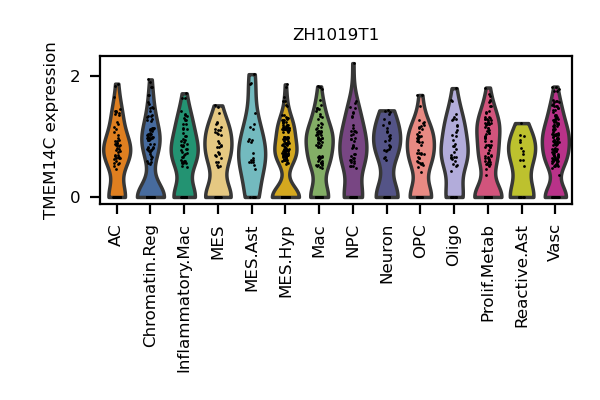 ZH1019T1
TMEM14C expression
2
0
AC
Chromatin.Reg
Inflammatory.Mac
MES
MES.Ast
MES.Hyp
Mac
NPC
Neuron
OPC
Oligo
Prolif.Metab
Reactive.Ast
Vasc